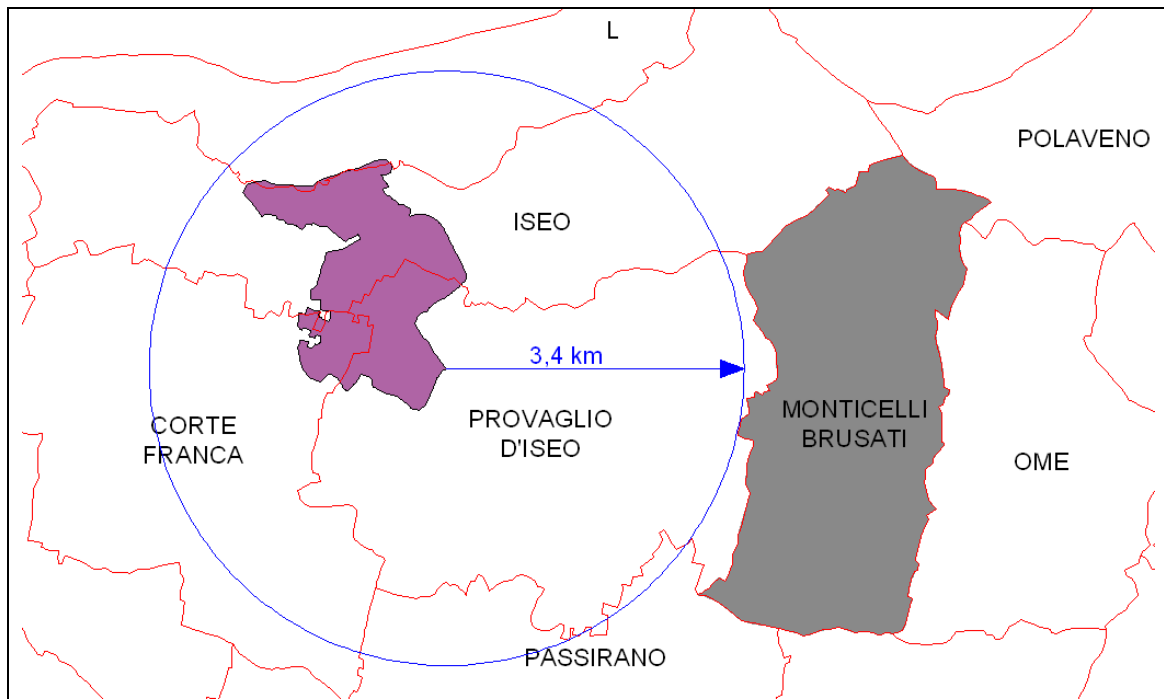 L
POLAVENO
ISEO
3,4 km
CORTE
FRANCA
PROVAGLIO
D'ISEO
MONTICELLI
BRUSATI
OME
PASSIRANO